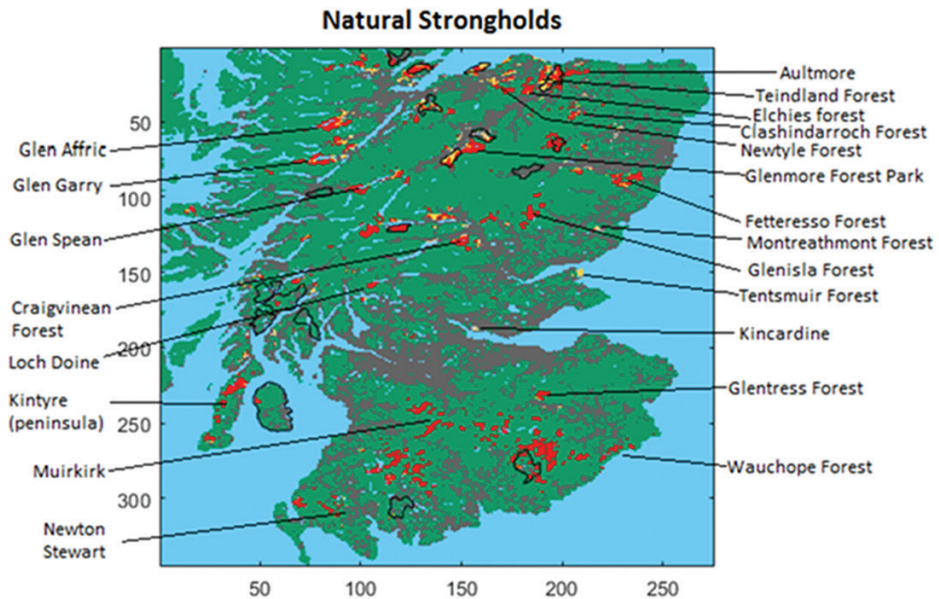 Natural Strongholds
Aultmore
Teindland Forest
Elchies forest
Clashindarroch Forest
Newtyle Forest
Glenmore Forest Park
Fetteresso Forest
Montreathmont Forest
Glenisla Forest
Tentsmuir Forest
Kincardine
Glentress Forest
Wauchope Forest
Glen Affric
Glen Garry
Glen Spean
Craigvinean
Forest
Loch Doine
Kintyre
(peninsula)
Muirkirk
Newton
Stewart
50
100
150
200
250
300
50
100
150
200
250